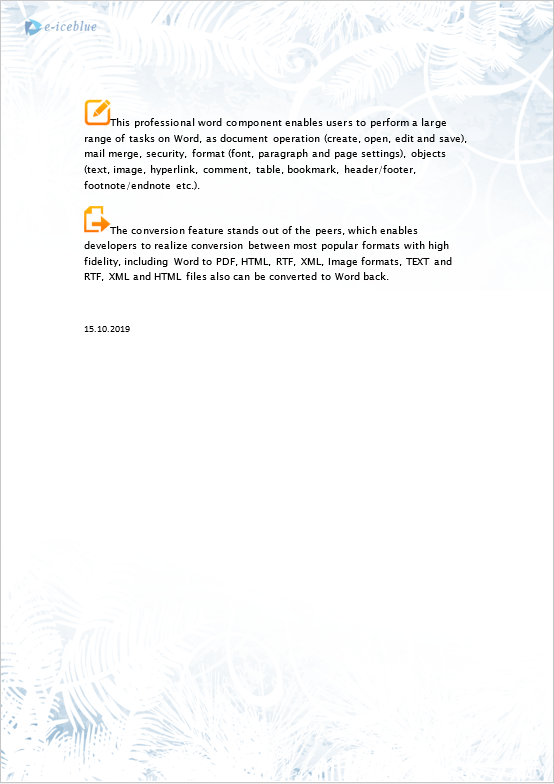 e-iceblue
This professional word component enables users to perform a large
range of tasks on Word, as document operation (create, open, edit and save),
mail merge, security, format (font, paragraph and page settings), objects
(text, image, hyperlink, comment, table, bookmark, header/footer,
footnote/endnote etc.).
The conversion feature stands out of the peers, which enables
developers to realize conversion between most popular formats with high
fidelity, including Word to PDF, HTML, RTF, XML, Image formats, TEXT and
RTF, XML and HTML files also can be converted to Word back.
15.10.2019